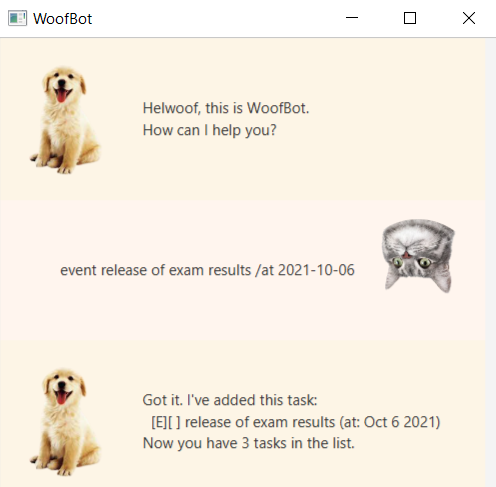 WoofBot
Helwoof, this is WoofBot.
How can I help you?
event release of exam results /at 2021-10-06
Got it. I've added this task:
[E][ ] release of exam results (at: Oct 6 2021)
Now you have 3 tasks in the list.